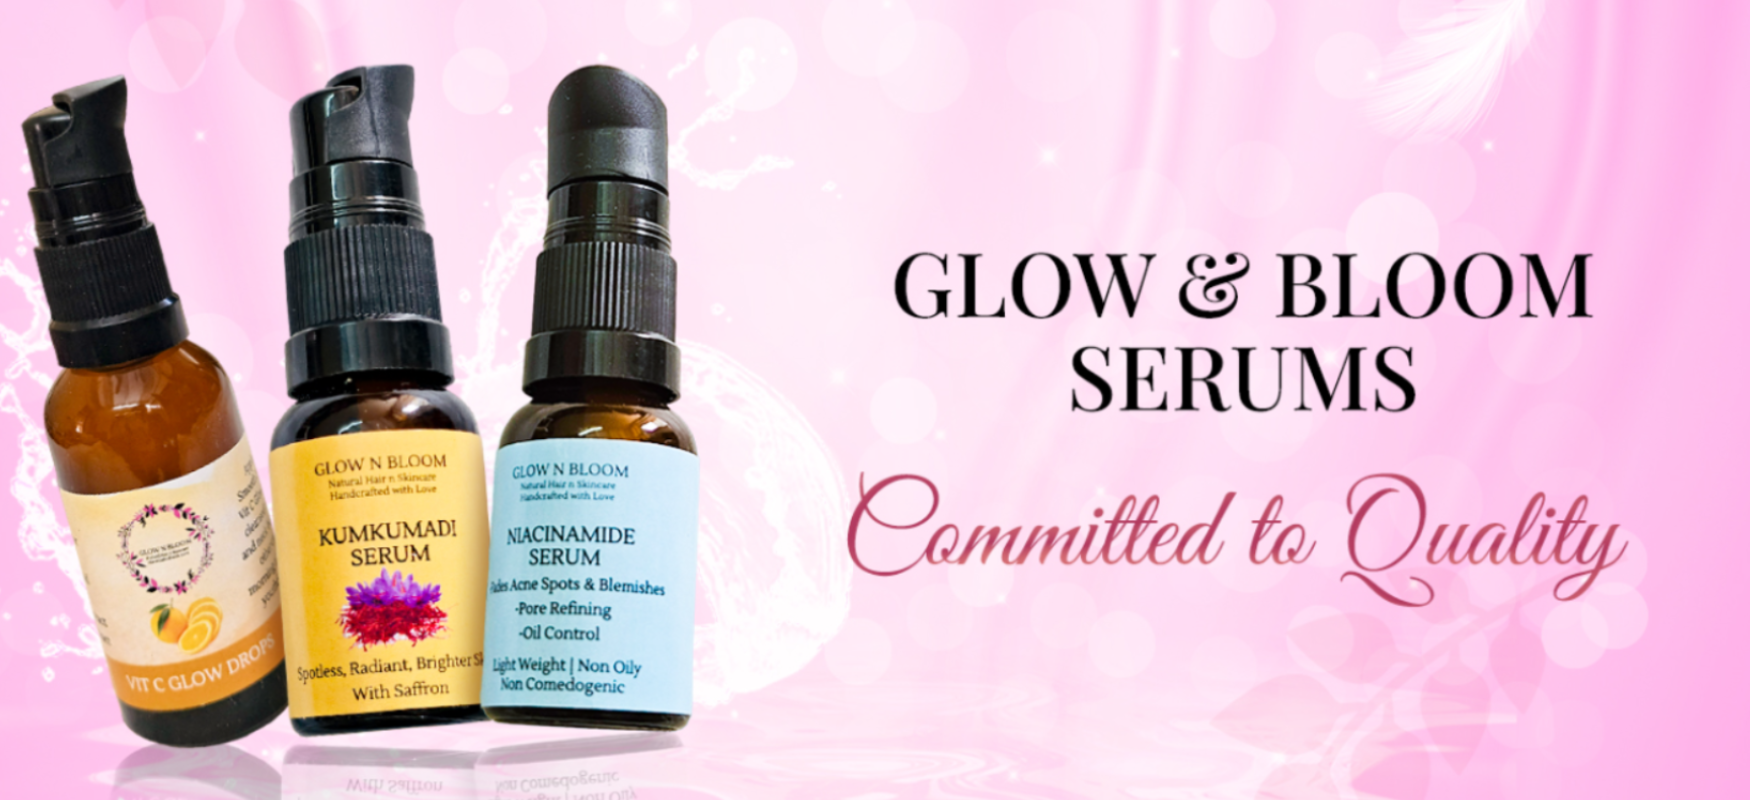 GLOW & BLOOM
SERUMS
Committed to Quality
GLOW N BLOOM
VIT C GLOW DROPS
GLOW N BLOOM
Natural Hair n Skincare
Handcrafted with Love
KUMKUMADI
SERUM
Spotless, Radiant, Brighter
With Saffron
GLOW N BLOOM
Natural Hair n Skincare
Handcrafted with Love
NIACINAMIDE
SERUM
Acne Spots & Blemishes
-Pore Refining
-Oil Control
Light Weight | Non Oily
Non Comedogenic